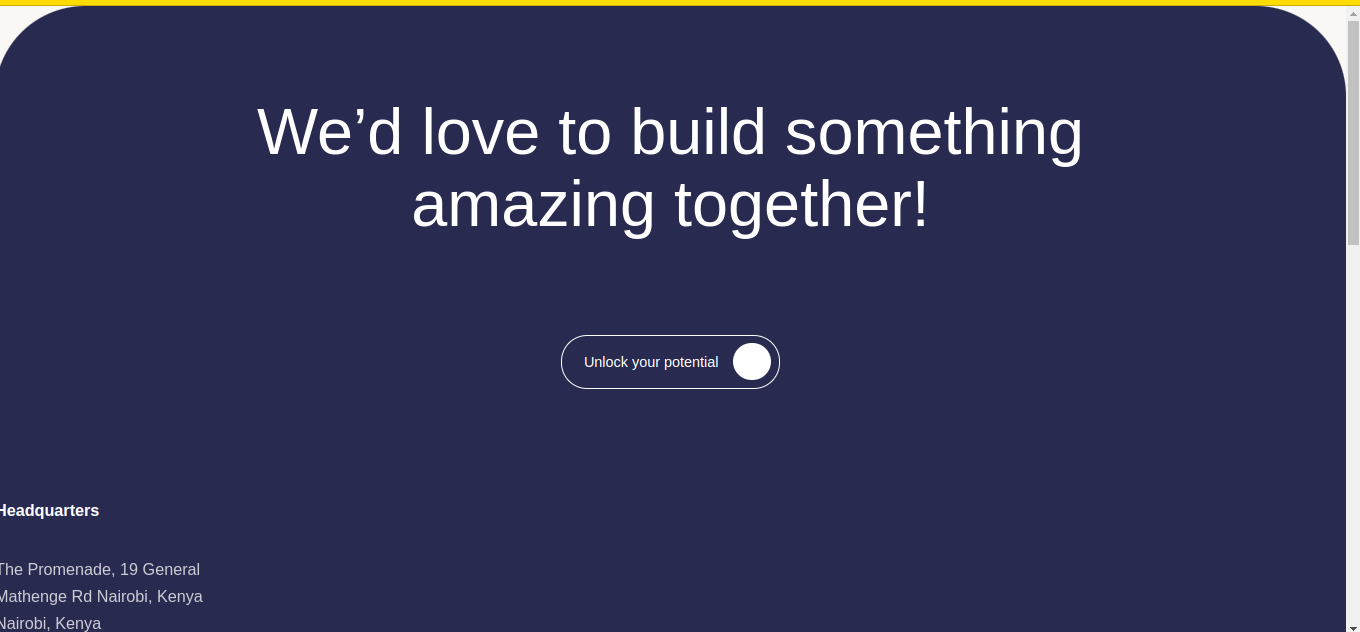 We’d love to build something
amazing together!
Unlock your potential
Headquarters
The Promenade, 19 General
Mathenge Rd Nairobi, Kenya
Nairobi, Kenya